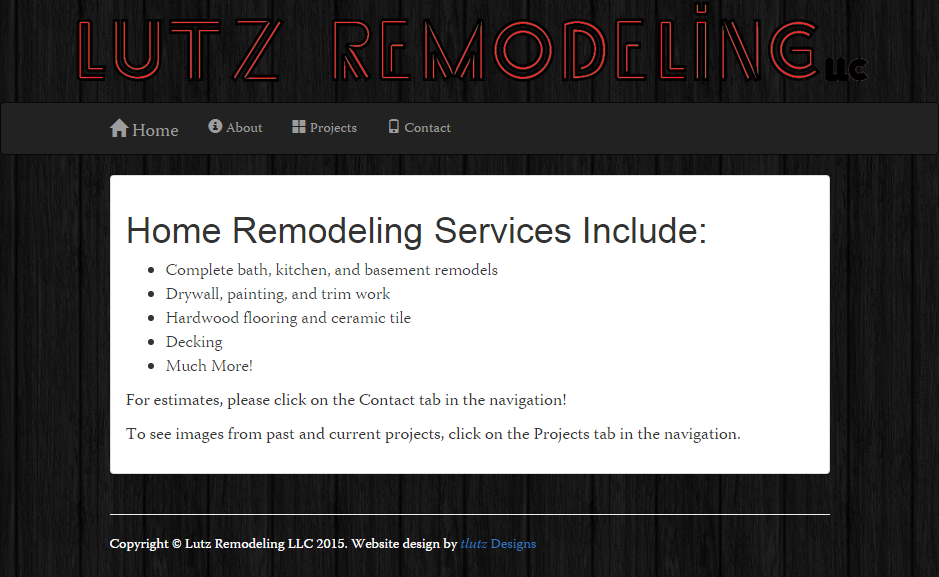 LUTZ REMODELING LLC
Home About Projects Contact
Home Remodeling Services Include:
Complete bath, kitchen, and basement remodels
Drywall, painting, and trim work
Hardwood flooring and ceramic tile
Decking
Much More!
For estimates, please click on the Contact tab in the navigation!
To see images from past and current projects, click on the Projects tab in the navigation.
Copyright © Lutz Remodeling LLC 2015. Website design by tlutz Designs